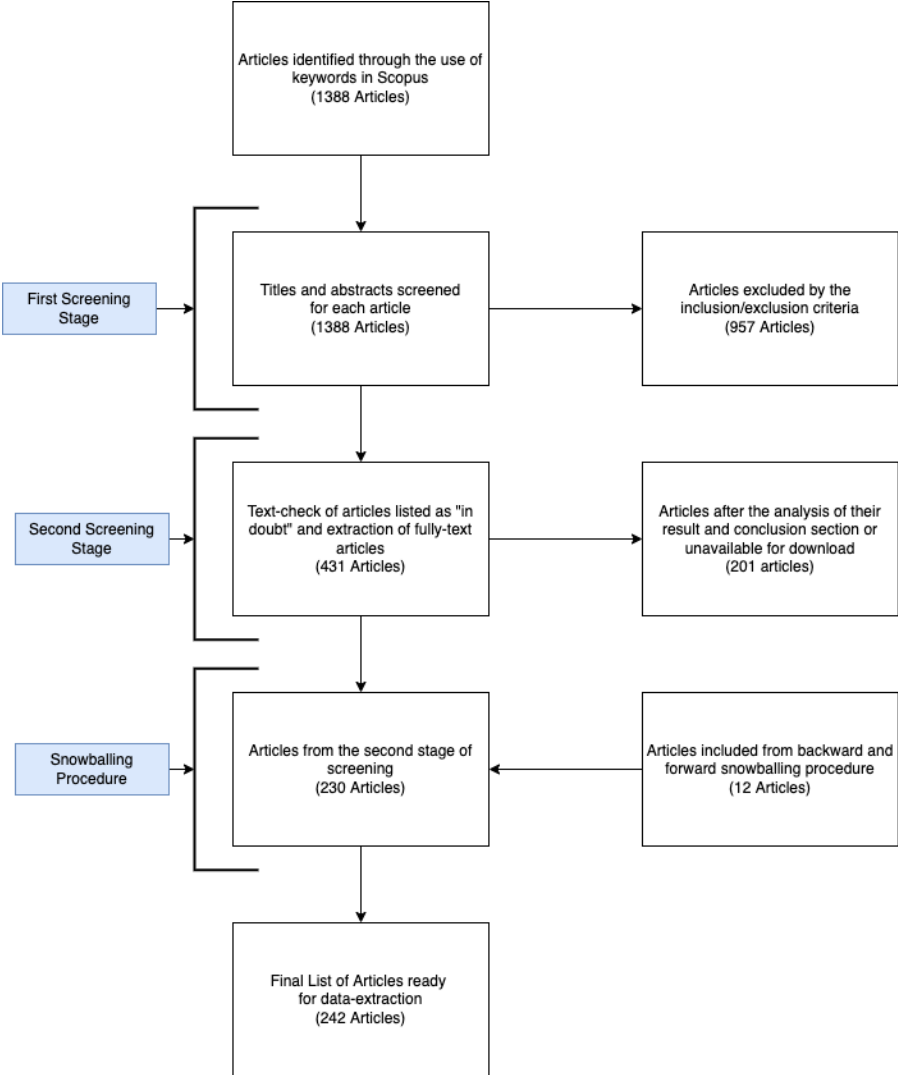 Articles identified through the use of
keywords in Scopus
(1388 Articles)
First Screening
Stage
Titles and abstracts screened
for each article
(1388 Articles)
Articles excluded by the
inclusion/exclusion criteria
(957 Articles)
Second Screening
Stage
Text-check of articles listed as "in
doubt" and extraction of fully-text
articles
(431 Articles)
Articles after the analysis of their
result and conclusion section or
unavailable for download
(201 articles)
Snowballing
Procedure
Articles from the second stage of
screening
(230 Articles)
Articles included from backward and
forward snowballing procedure
(12 Articles)
Final List of Articles ready
for data-extraction
(242 Articles)